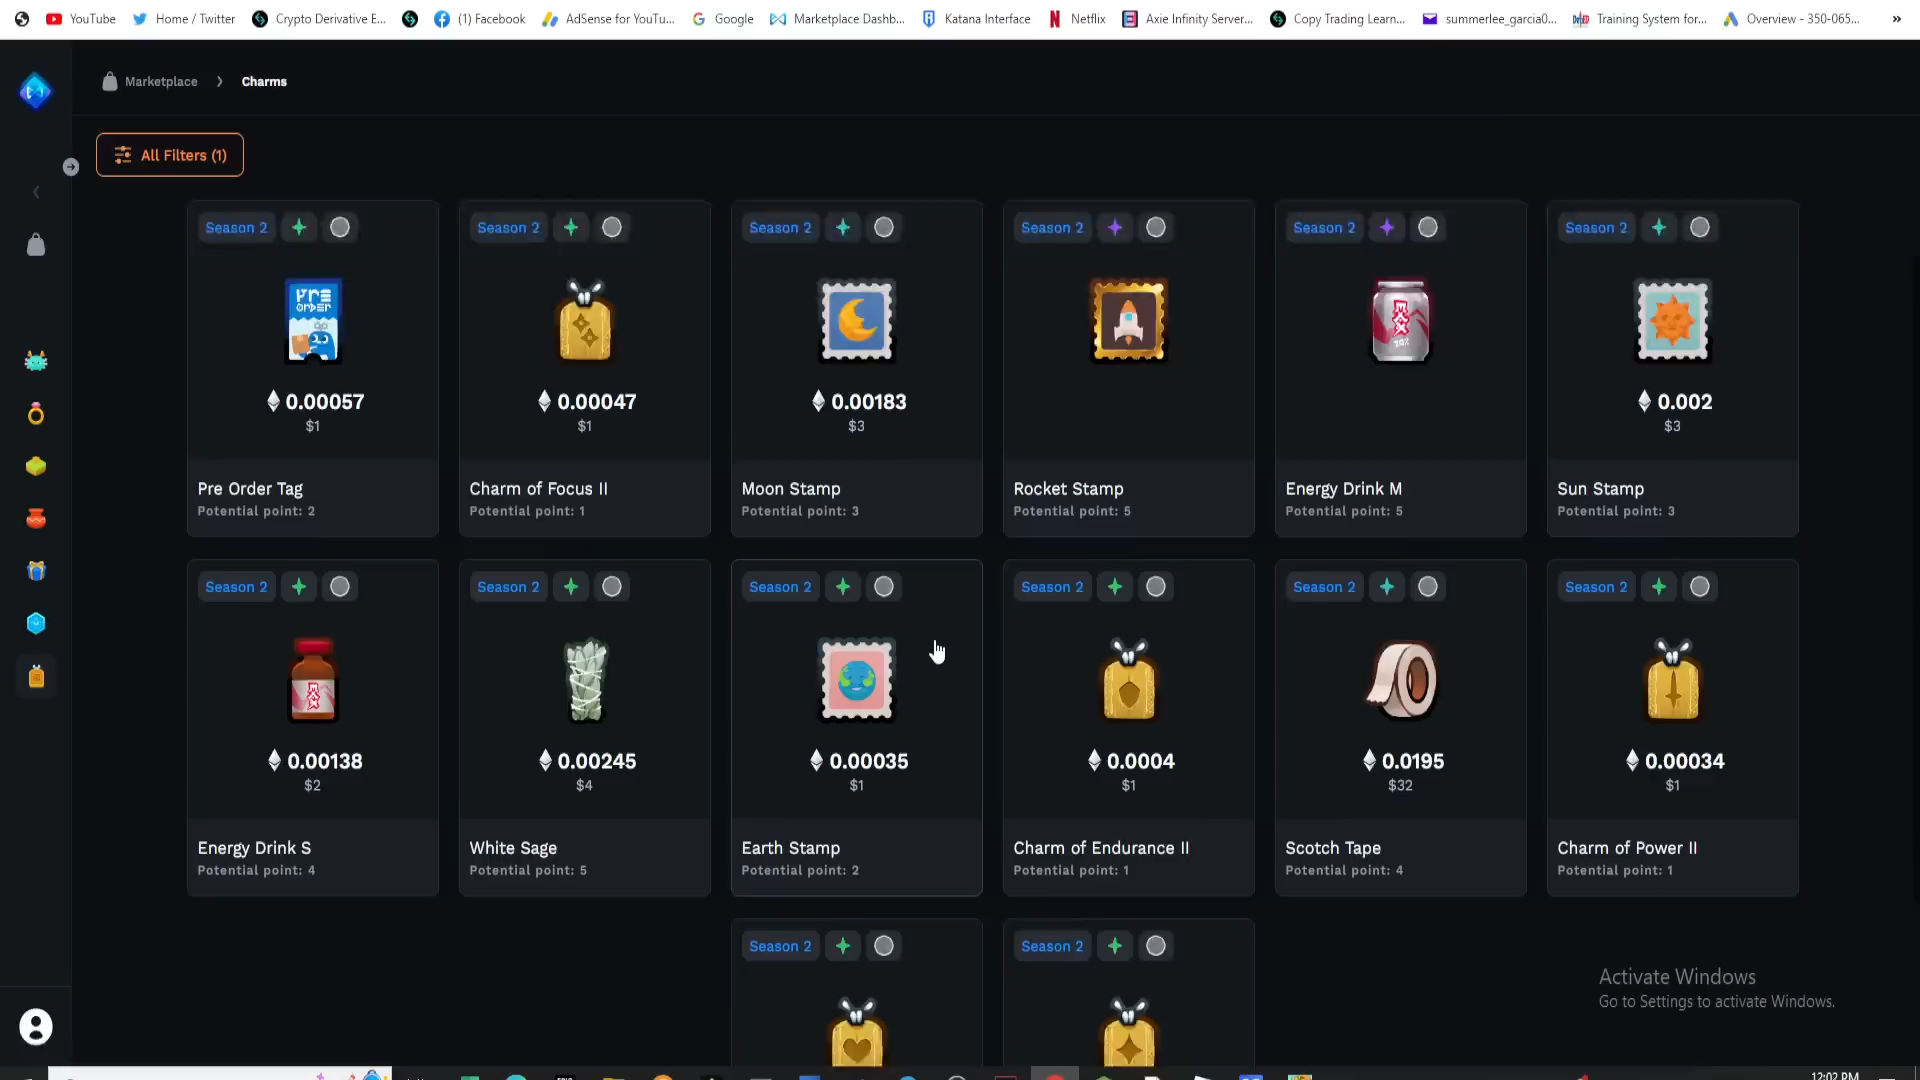 YouTube Home / Twitter Crypto Derivative E... (1) Facebook AdSense for YouTu... Google Marketplace Dashb... Katana Interface Netflix Axie Infinity Server... Copy Trading Learn... summerlee_garcia0... Training System for... Overview - 350-065... »
Marketplace > Charms
All Filters (1)
Season 2 Season 2 Season 2 Season 2 Season 2 Season 2
0.00057 0.00047 0.00183 0.002
$1 $1 $3 $3
Pre Order Tag Charm of Focus II Moon Stamp Rocket Stamp Energy Drink M Sun Stamp
Potential point: 2 Potential point: 1 Potential point: 3 Potential point: 5 Potential point: 5 Potential point: 3
Season 2 Season 2 Season 2 Season 2 Season 2 Season 2
0.00138 0.00245 0.00035 0.0004 0.0195 0.00034
$2 $4 $1 $1 $32 $1
Energy Drink S White Sage Earth Stamp Charm of Endurance II Scotch Tape Charm of Power II
Potential point: 4 Potential point: 5 Potential point: 2 Potential point: 1 Potential point: 4 Potential point: 1
Season 2 Season 2
Activate Windows
Go to Settings to activate Windows.
12:02 PM